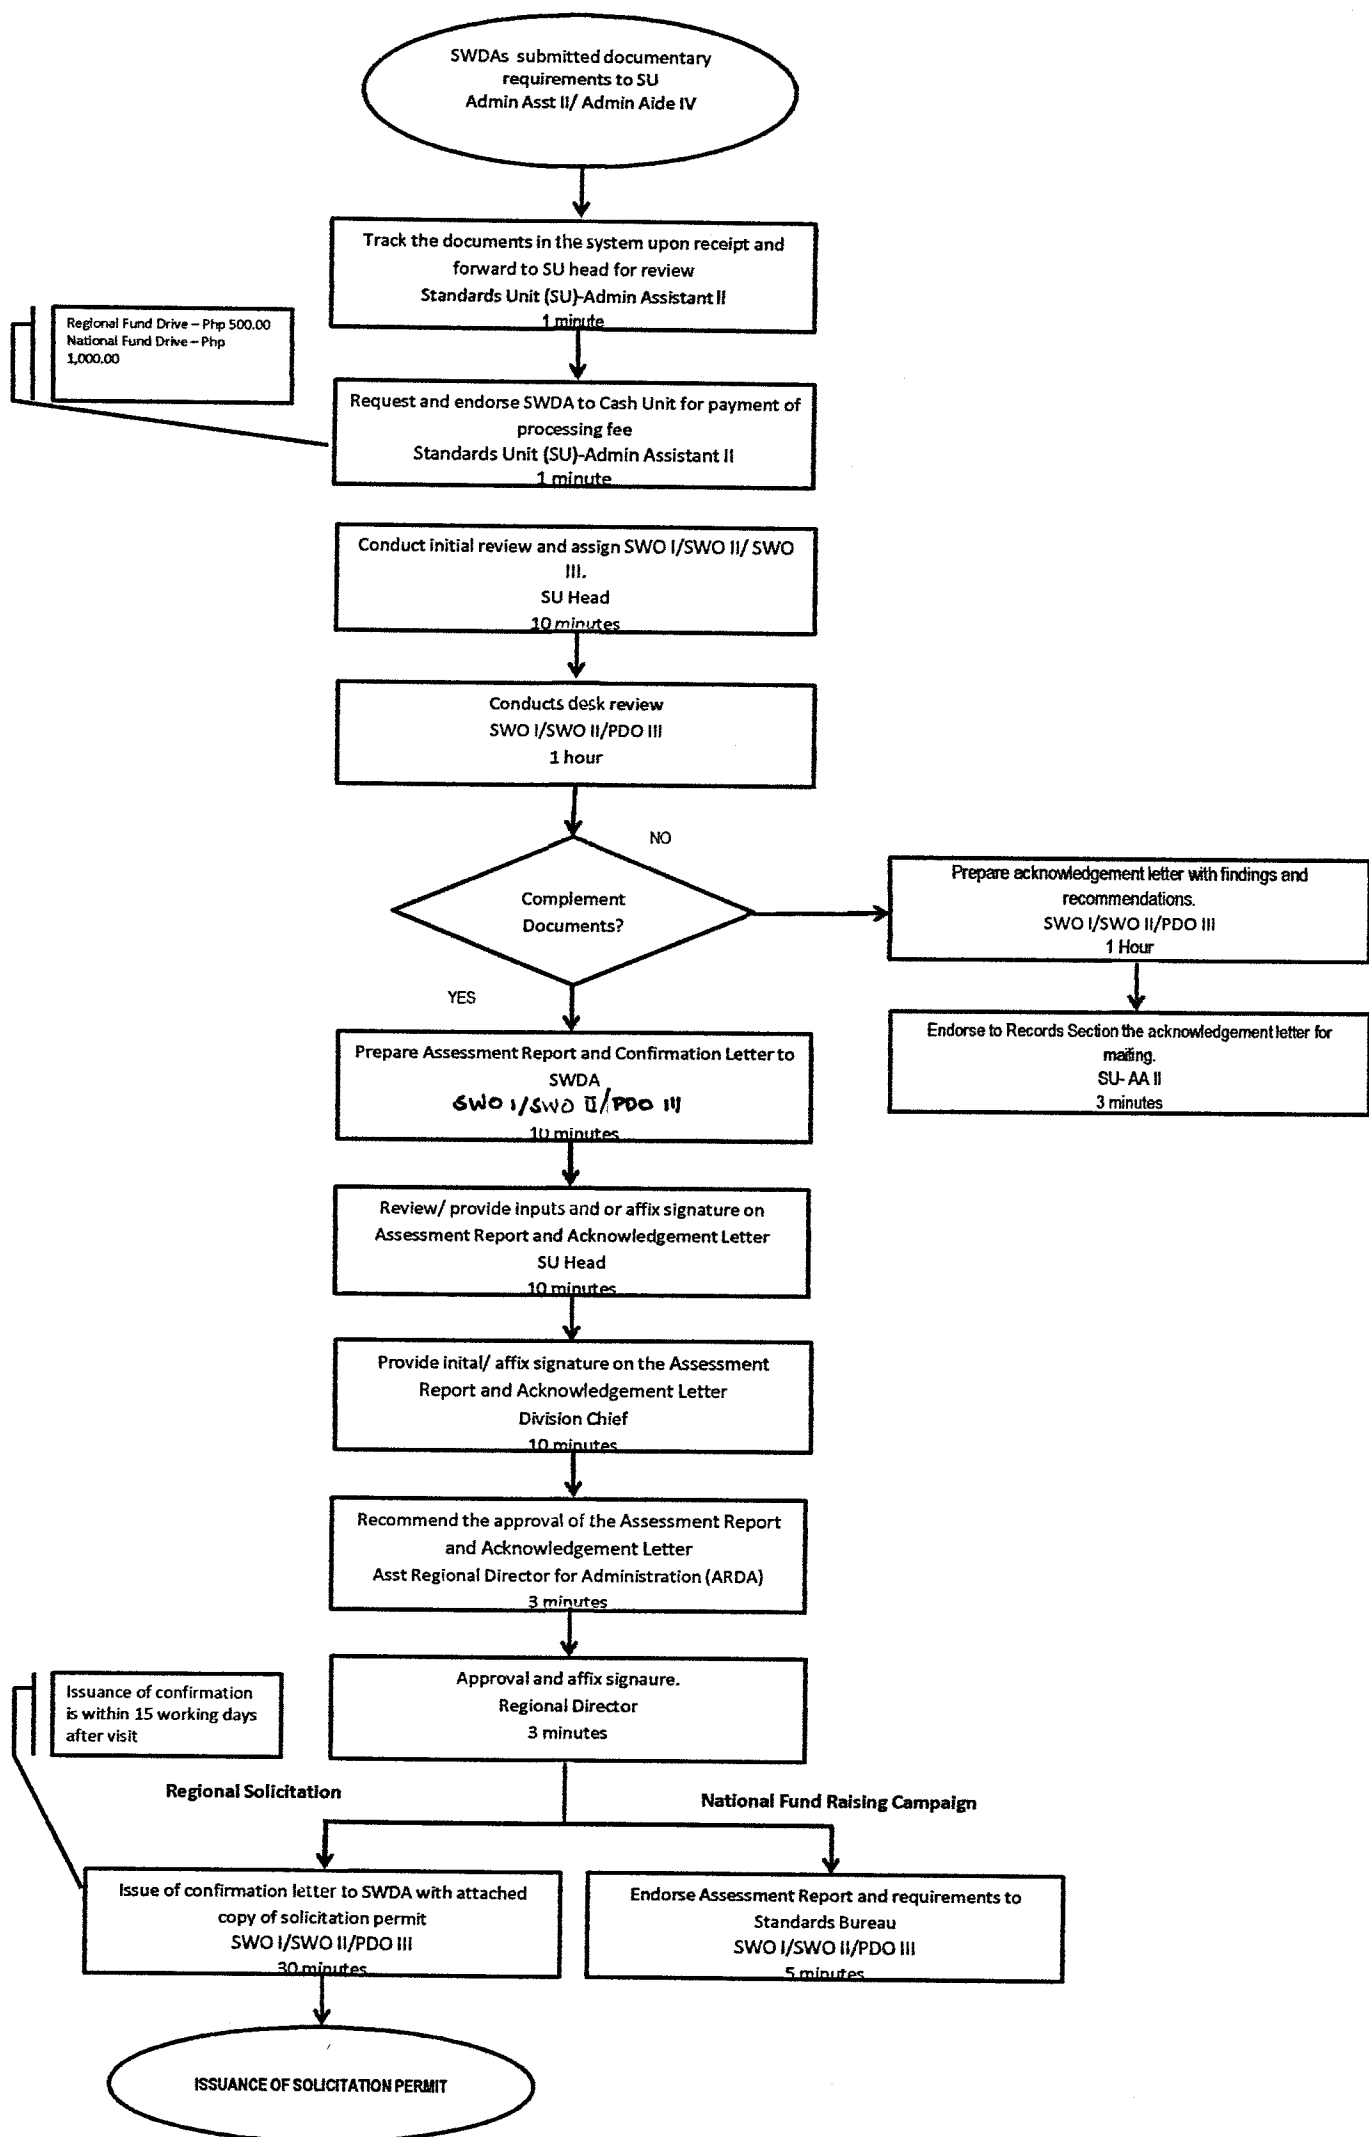 SWDAs submitted documentary
requirements to SU
Admin Asst II/ Admin Aide IV
Track the documents in the system upon receipt and
forward to SU head for review
Standards Unit (SU)-Admin Assistant II
1 minute
Regional Fund Drive – Php 500.00
National Fund Drive – Php
1,000.00
Request and endorse SWDA to Cash Unit for payment of
processing fee
Standards Unit (SU)-Admin Assistant II
1 minute
Conduct initial review and assign SWO I/SWO II/ SWO
III.
SU Head
10 minutes
Conducts desk review
SWO I/SWO II/PDO III
1 hour
NO
Complement
Documents?
Prepare acknowledgement letter with findings and
recommendations.
SWO I/SWO II/PDO III
1 Hour
YES
Endorse to Records Section the acknowledgement letter for
mailing.
SU- AA II
3 minutes
Prepare Assessment Report and Confirmation Letter to
SWDA
SWO I/SWO II/PDO III
10 minutes
Review/ provide inputs and or affix signature on
Assessment Report and Acknowledgement Letter
SU Head
10 minutes
Provide inital/ affix signature on the Assessment
Report and Acknowledgement Letter
Division Chief
10 minutes
Recommend the approval of the Assessment Report
and Acknowledgement Letter
Asst Regional Director for Administration (ARDA)
3 minutes
Approval and affix signaure.
Regional Director
3 minutes
Issuance of confirmation
is within 15 working days
after visit
Regional Solicitation
National Fund Raising Campaign
Issue of confirmation letter to SWDA with attached
copy of solicitation permit
SWO I/SWO II/PDO III
30 minutes
Endorse Assessment Report and requirements to
Standards Bureau
SWO I/SWO II/PDO III
5 minutes
ISSUANCE OF SOLICITATION PERMIT